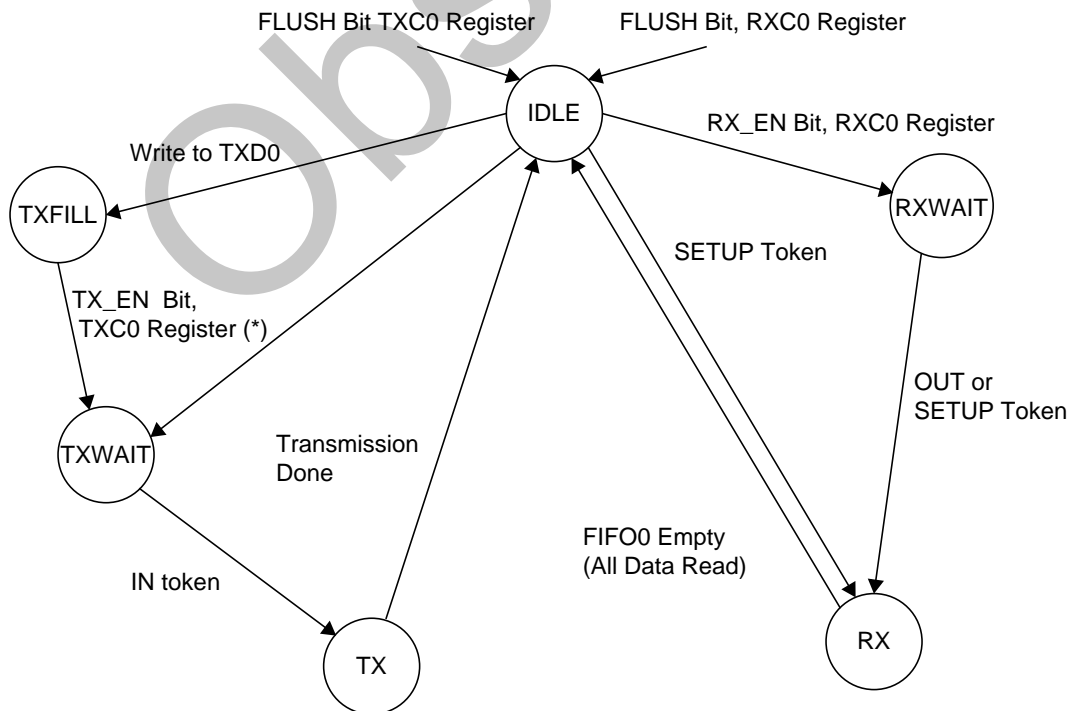 FLUSH Bit TXC0 Register
FLUSH Bit, RXC0 Register
IDLE
RX_EN Bit, RXC0 Register
Write to TXD0
TXFILL
RXWAIT
SETUP Token
TX_EN Bit,
TXC0 Register (*)
OUT or
SETUP Token
TXWAIT
Transmission
Done
FIFO0 Empty
(All Data Read)
IN token
TX
RX
Obs